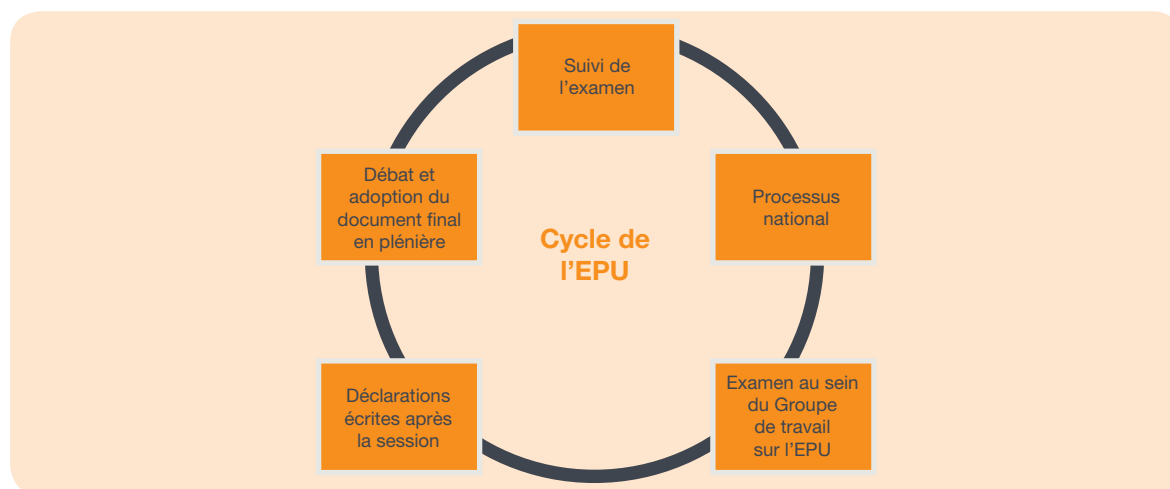 Suivi de
l’examen
Processus
national
Examen au sein
du Groupe
de travail
sur l’EPU
Déclarations
écrites après
la session
Débat et
adoption du
document final
en plénière
Cycle de
l’EPU